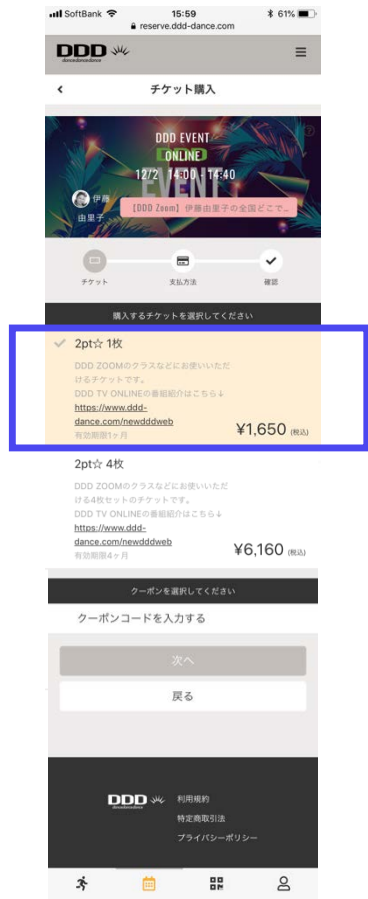 SoftBank 15:59 61%
reserve.ddd-dance.com
DDD
dancedancedance
チケット購入
DDD EVENT
ONLINE
12/2 14:00 - 14:40
EVENT
伊藤
由里子
【DDD Zoom】伊藤由里子の全国どこで…
チケット 支払方法 確認
購入するチケットを選択してください
2pt☆ 1枚
DDD ZOOMのクラスなどにお使いいただ
けるチケットです。
DDD TV ONLINEの番組紹介はこちら↓
https://www.ddd-
dance.com/newdddweb
有効期限1ヶ月
¥1,650 (税込)
2pt☆ 4枚
DDD ZOOMのクラスなどにお使いいただ
ける4枚セットのチケットです。
DDD TV ONLINEの番組紹介はこちら↓
https://www.ddd-
dance.com/newdddweb
有効期限4ヶ月
¥6,160 (税込)
クーポンを選択してください
クーポンコードを入力する
次へ
戻る
DDD
dancedancedance
利用規約
特定商取引法
プライバシーポリシー